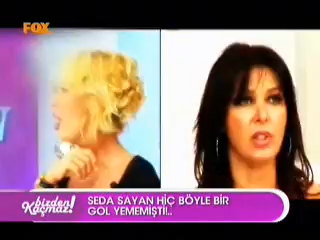 FOX
bizden
Kaçmaz!
SEDA SAYAN HİÇ BÖYLE BİR
GOL YEMEMİŞTİ!..